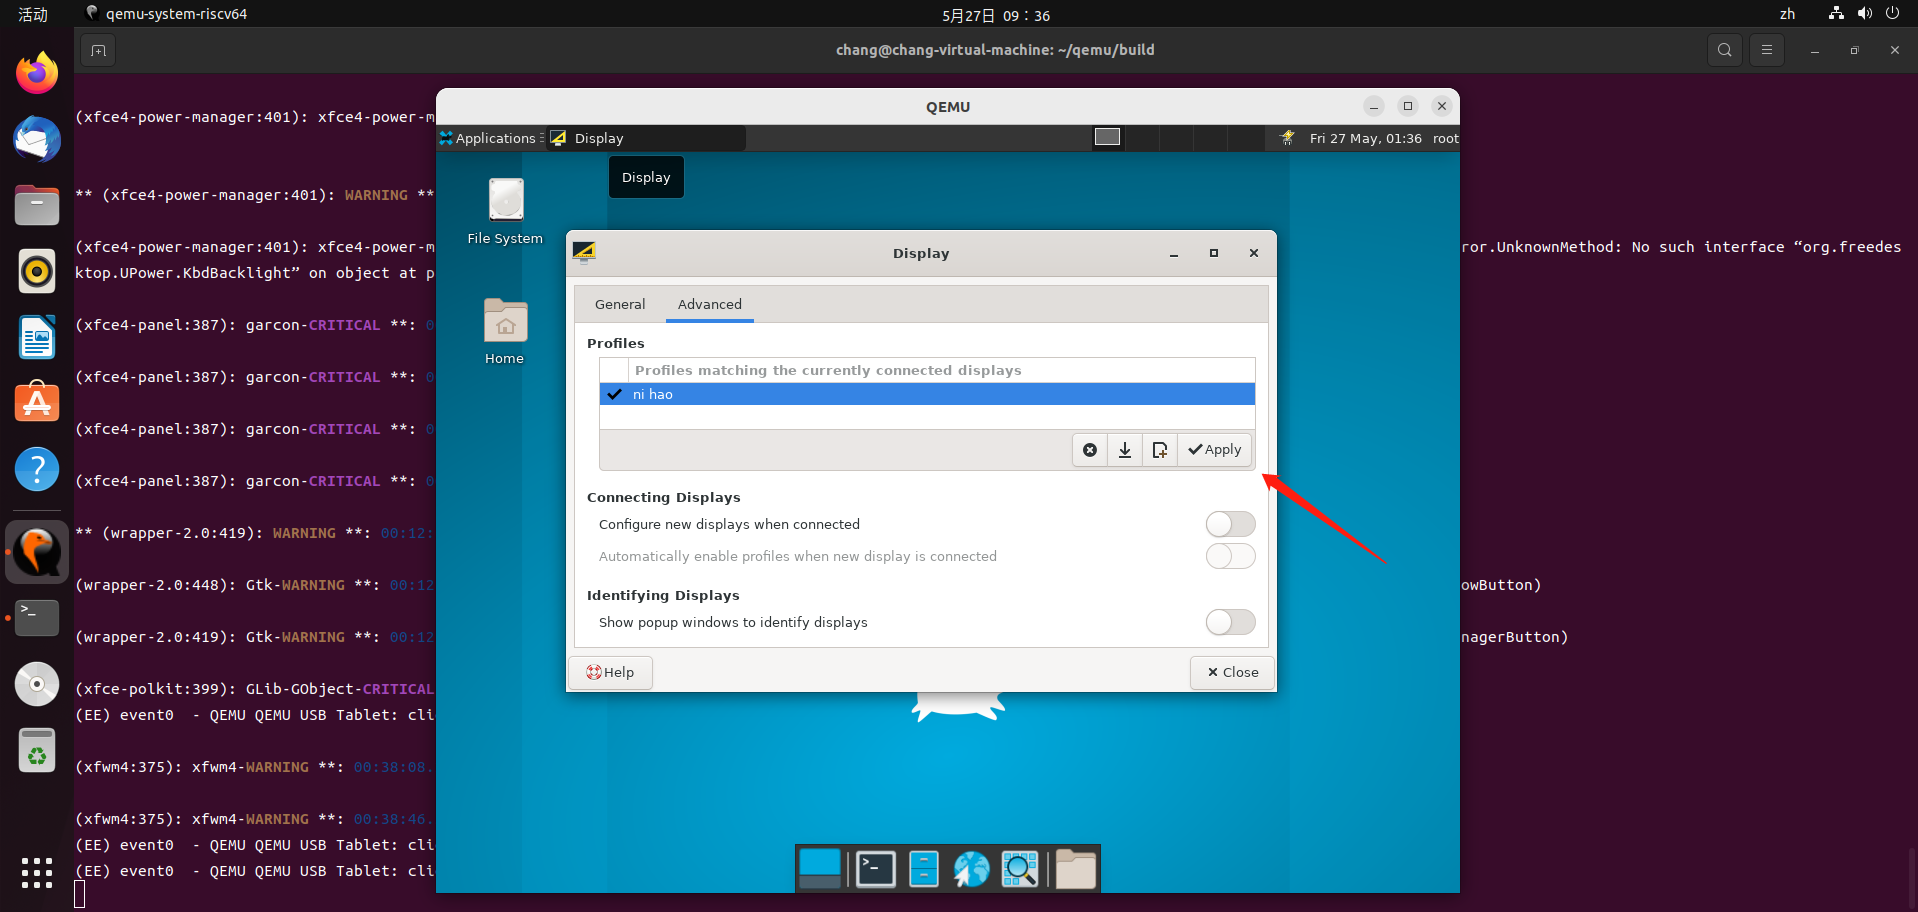 活动 qemu-system-riscv64 5月27日 09：36 zh
chang@chang-virtual-machine: ~/qemu/build
(xfce4-power-manager:401): xfce4-power-m
** (xfce4-power-manager:401): WARNING **
(xfce4-power-manager:401): xfce4-power-m ror.UnknownMethod: No such interface “org.freedes
ktop.UPower.KbdBacklight” on object at p
(xfce4-panel:387): garcon-CRITICAL **: 0
(xfce4-panel:387): garcon-CRITICAL **: 0
(xfce4-panel:387): garcon-CRITICAL **: 0
(xfce4-panel:387): garcon-CRITICAL **: 0
** (wrapper-2.0:419): WARNING **: 00:12:
(wrapper-2.0:448): Gtk-WARNING **: 00:12 owButton)
(wrapper-2.0:419): Gtk-WARNING **: 00:12 nagerButton)
(xfce-polkit:399): GLib-GObject-CRITICAL
(EE) event0  - QEMU QEMU USB Tablet: cli
(xfwm4:375): xfwm4-WARNING **: 00:38:08.
(xfwm4:375): xfwm4-WARNING **: 00:38:46.
(EE) event0  - QEMU QEMU USB Tablet: cli
(EE) event0  - QEMU QEMU USB Tablet: cli
QEMU
Applications Display Fri 27 May, 01:36 root
Display
File System
Home
Display
General Advanced
Profiles
Profiles matching the currently connected displays
ni hao
Apply
Connecting Displays
Configure new displays when connected
Automatically enable profiles when new display is connected
Identifying Displays
Show popup windows to identify displays
Help Close